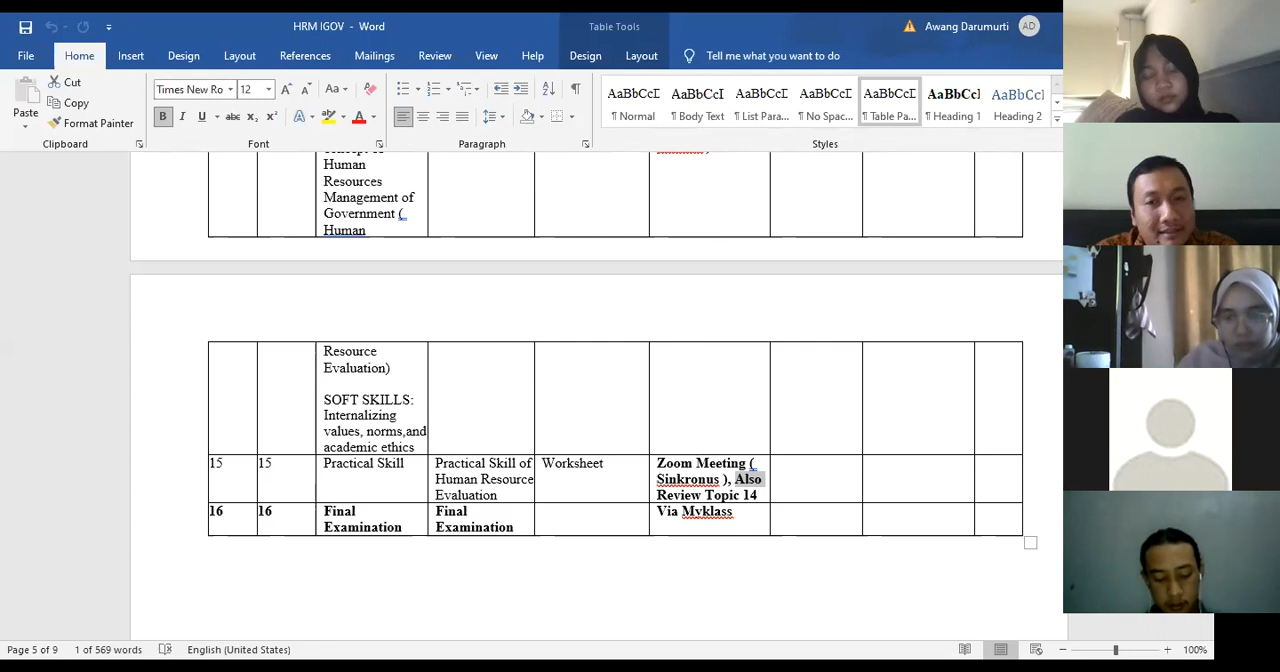 HRM IGOV - Word
Table Tools
Awang Darumurti
AD
File
Home
Insert
Design
Layout
References
Mailings
Review
View
Help
Design
Layout
Tell me what you want to do
Paste
Cut
Copy
Format Painter
Clipboard
Times New Ro
12
Aa
B I U abc x₂ x²
A
Font
Paragraph
AaBbCcI
Normal
AaBbCcI
Body Text
AaBbCcI
List Para...
AaBbCcI
No Spac...
AaBbCcI
Table Pa...
AaBbCcI
Heading 1
AaBbCcI
Heading 2
Styles
Human
Resources
Management of
Government (
Human
Resource
Evaluation)
SOFT SKILLS:
Internalizing
values, norms,and
academic ethics
15
15
Practical Skill
Practical Skill of
Human Resource
Evaluation
Worksheet
Zoom Meeting (
Sinkronus ), Also
Review Topic 14
16
16
Final
Examination
Final
Examination
Via Myklass
Page 5 of 9
1 of 569 words
English (United States)
100%